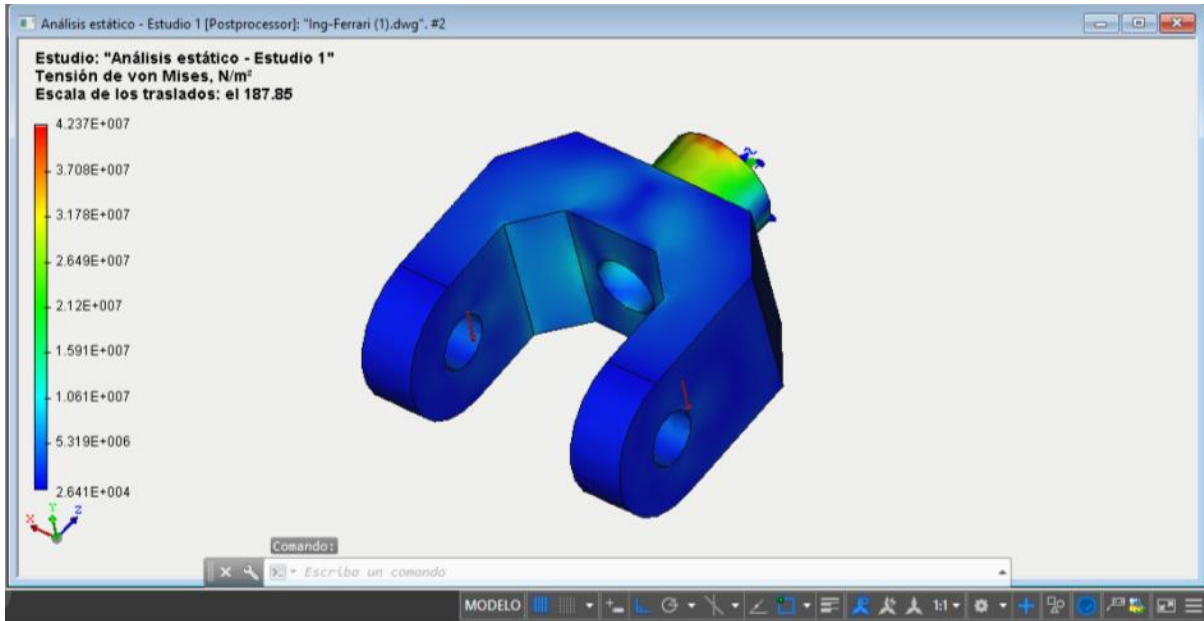 Análisis estático - Estudio 1 [Postprocessor]: "Ing-Ferrari (1).dwg". #2
Estudio: "Análisis estático - Estudio 1"
Tensión de von Mises, N/m²
Escala de los traslados: el 187.85
4.237E+007
3.708E+007
3.178E+007
2.649E+007
2.12E+007
1.591E+007
1.061E+007
5.319E+006
2.641E+004
X Y Z
Comando:
Escriba un comando
MODELO 1:1